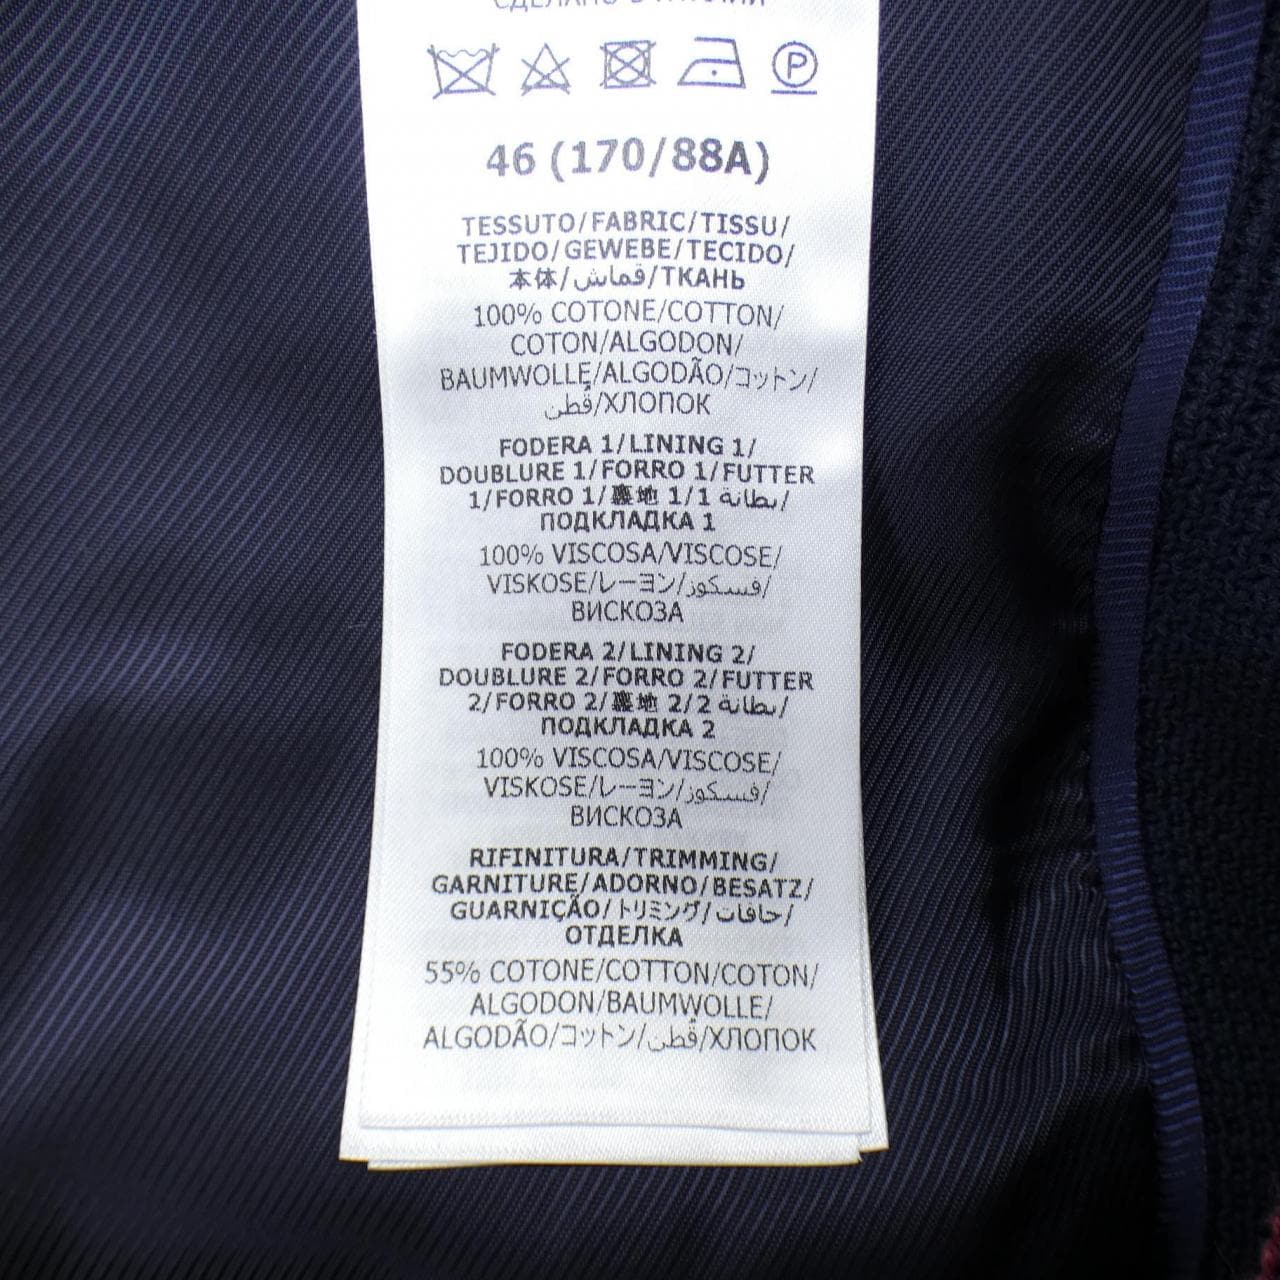 СДЕЛАНО В ИТАЛИИ
P
46 (170/88A)
TESSUTO/FABRIC/TISSU/
TEJIDO/GEWEBE/TECIDO/
本体/قماش/ТКАНЬ
100% COTONE/COTTON/
COTON/ALGODON/
BAUMWOLLE/ALGODÃO/コットン/
قطن/ХЛОПОК
FODERA 1/LINING 1/
DOUBLURE 1/FORRO 1/FUTTER
1/FORRO 1/裏地 1/1 بطانة/
ПОДКЛАДКА 1
100% VISCOSA/VISCOSE/
VISKOSE/レーヨン/فسكوز/
ВИСКОЗА
FODERA 2/LINING 2/
DOUBLURE 2/FORRO 2/FUTTER
2/FORRO 2/裏地 2/2 بطانة/
ПОДКЛАДКА 2
100% VISCOSA/VISCOSE/
VISKOSE/レーヨン/فسكوز/
ВИСКОЗА
RIFINITURA/TRIMMING/
GARNITURE/ADORNO/BESATZ/
GUARNIÇÃO/トリミング/حافات/
ОТДЕЛКА
55% COTONE/COTTON/COTON/
ALGODON/BAUMWOLLE/
ALGODÃO/コットン/قطن/ХЛОПОК